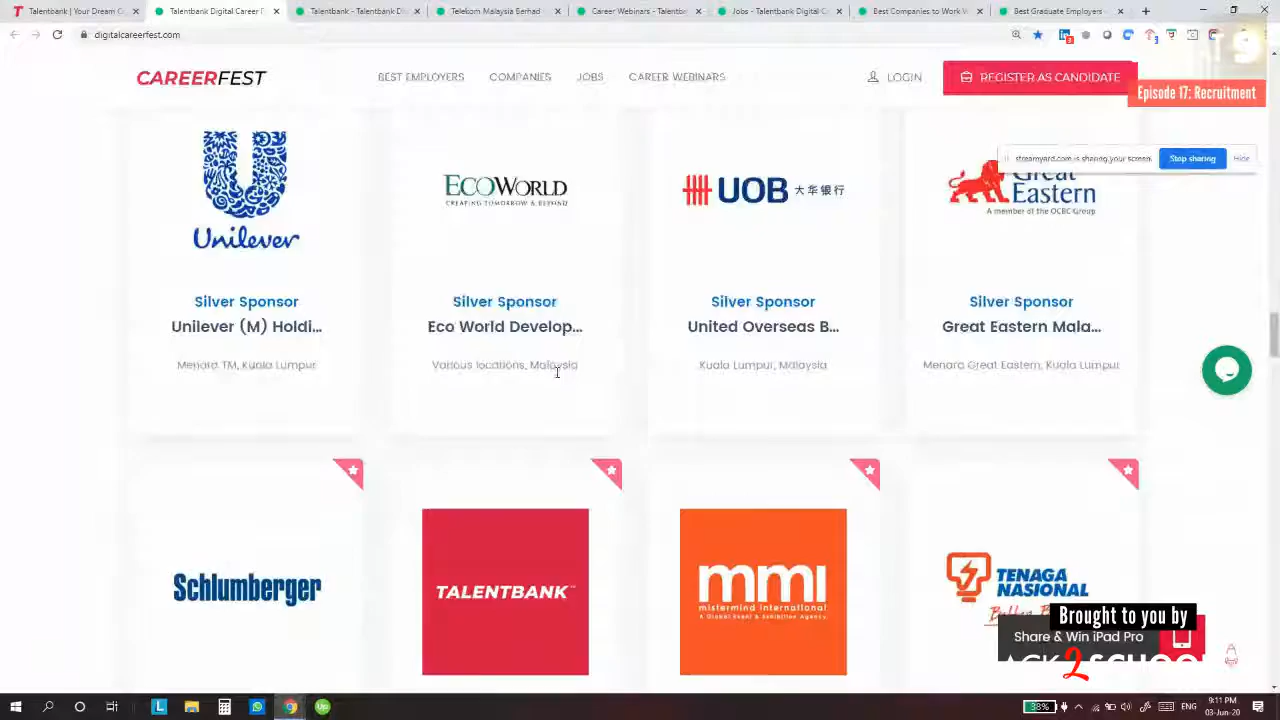 Talentbank | Your Dream C
Talentbank Digital Career F
Talentbank - Talentbank Di
Telekom Malaysia Berhad
Career Webinars - Talentb
Jobs - Talentbank Digital C
Best Companies to Work
Best Graduate Employers
digitalcareerfest.com
CAREERFEST
BEST EMPLOYERS
COMPANIES
JOBS
CAREER WEBINARS
LOGIN
REGISTER AS CANDIDATE
Episode 17: Recruitment
streamyard.com is sharing your screen.
Stop sharing
Hide
Unilever
ECOWORLD
CREATING TOMORROW & BEYOND
UOB 大华银行
Great
Eastern
A member of the OCBC Group
Silver Sponsor
Unilever (M) Holdi...
Menara TM, Kuala Lumpur
Silver Sponsor
Eco World Develop...
Various locations, Malaysia
Silver Sponsor
United Overseas B...
Kuala Lumpur, Malaysia
Silver Sponsor
Great Eastern Mala...
Menara Great Eastern, Kuala Lumpur
Schlumberger
TALENTBANK
mmi
mistermind international
A Global Event & Exhibition Agency
TENAGA
NASIONAL
Brought to you by
Share & Win iPad Pro
2 SCHOOL
38%
ENG
9:11 PM
03-Jun-20